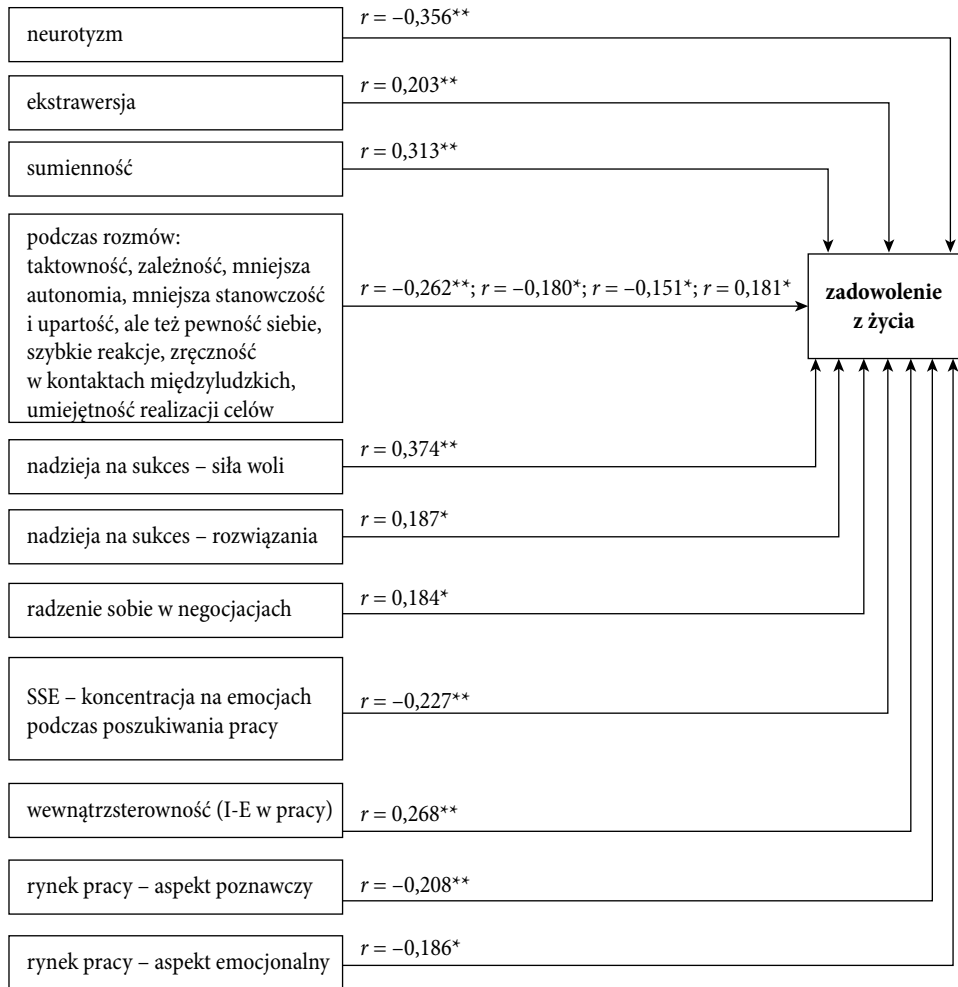 neurotyzm
r = –0,356**
ekstrawersja
r = 0,203**
sumienność
r = 0,313**
podczas rozmów:
taktowność, zależność, mniejsza
autonomia, mniejsza stanowczość
i upartość, ale też pewność siebie,
szybkie reakcje, zręczność
w kontaktach międzyludzkich,
umiejętność realizacji celów
r = –0,262**; r = –0,180*; r = –0,151*; r = 0,181*
zadowolenie
z życia
nadzieja na sukces – siła woli
r = 0,374**
nadzieja na sukces – rozwiązania
r = 0,187*
radzenie sobie w negocjacjach
r = 0,184*
SSE – koncentracja na emocjach
podczas poszukiwania pracy
r = –0,227**
wewnątrzsterowność (I-E w pracy)
r = 0,268**
rynek pracy – aspekt poznawczy
r = –0,208**
rynek pracy – aspekt emocjonalny
r = –0,186*